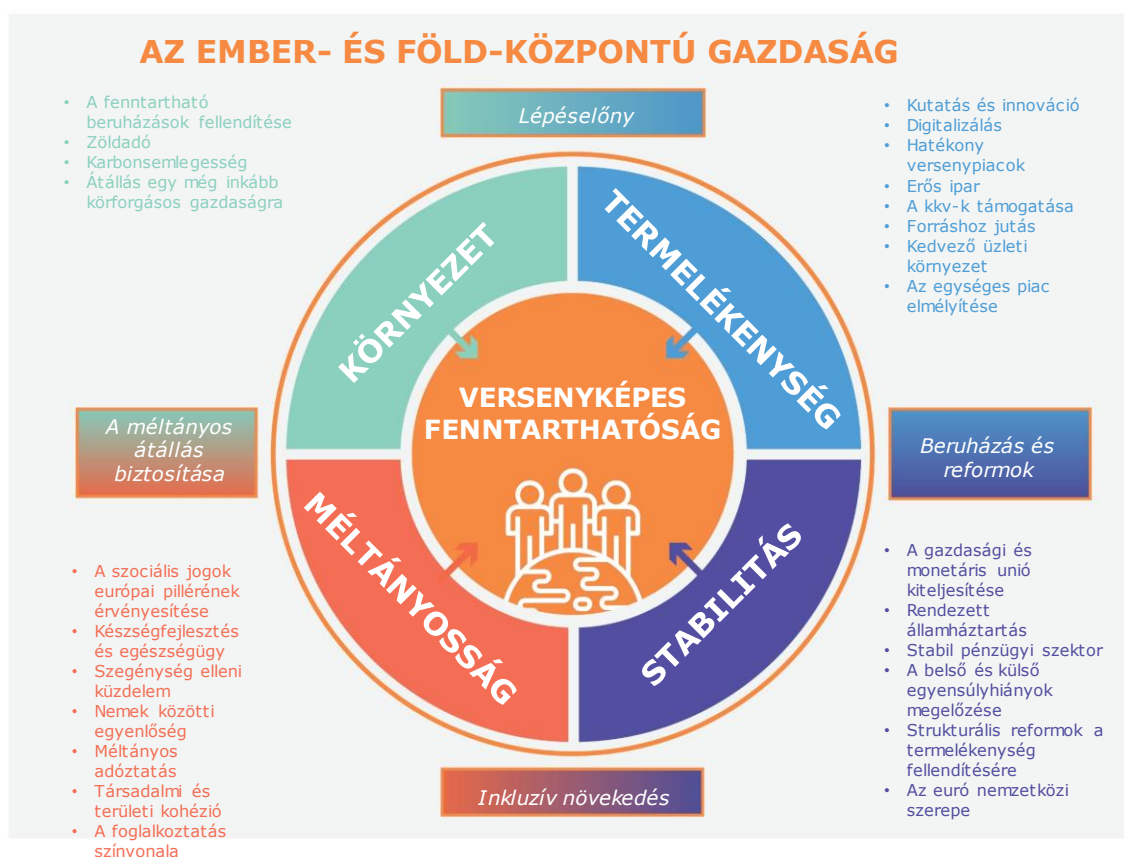 AZ EMBER- ÉS FÖLD-KÖZPONTÚ GAZDASÁG
• A fenntartható
beruházások fellendítése
• Zöldadó
• Karbonsemlegesség
• Átállás egy még inkább
körforgásos gazdaságra
Lépéselőny
• Kutatás és innováció
• Digitalizálás
• Hatékony
versenypiacok
• Erős ipar
• A kkv-k támogatása
• Forráshoz jutás
• Kedvező üzleti
környezet
• Az egységes piac
elmélyítése
KÖRNYEZET
TERMELÉKENYSÉG
VERSENYKÉPES
FENNTARTHATÓSÁG
A méltányos
átállás
biztosítása
Beruházás és
reformok
MÉLTÁNYOSSÁG
STABILITÁS
• A szociális jogok
európai pillérének
érvényesítése
• Készségfejlesztés
és egészségügy
• Szegénység elleni
küzdelem
• Nemek közötti
egyenlőség
• Méltányos
adóztatás
• Társadalmi és
területi kohézió
• A foglalkoztatás
színvonala
Inkluzív növekedés
• A gazdasági és
monetáris unió
kiteljesítése
• Rendezett
államháztartás
• Stabil pénzügyi szektor
• A belső és külső
egyensúlyhiányok
megelőzése
• Strukturális reformok a
termelékenység
fellendítésére
• Az euró nemzetközi
szerepe